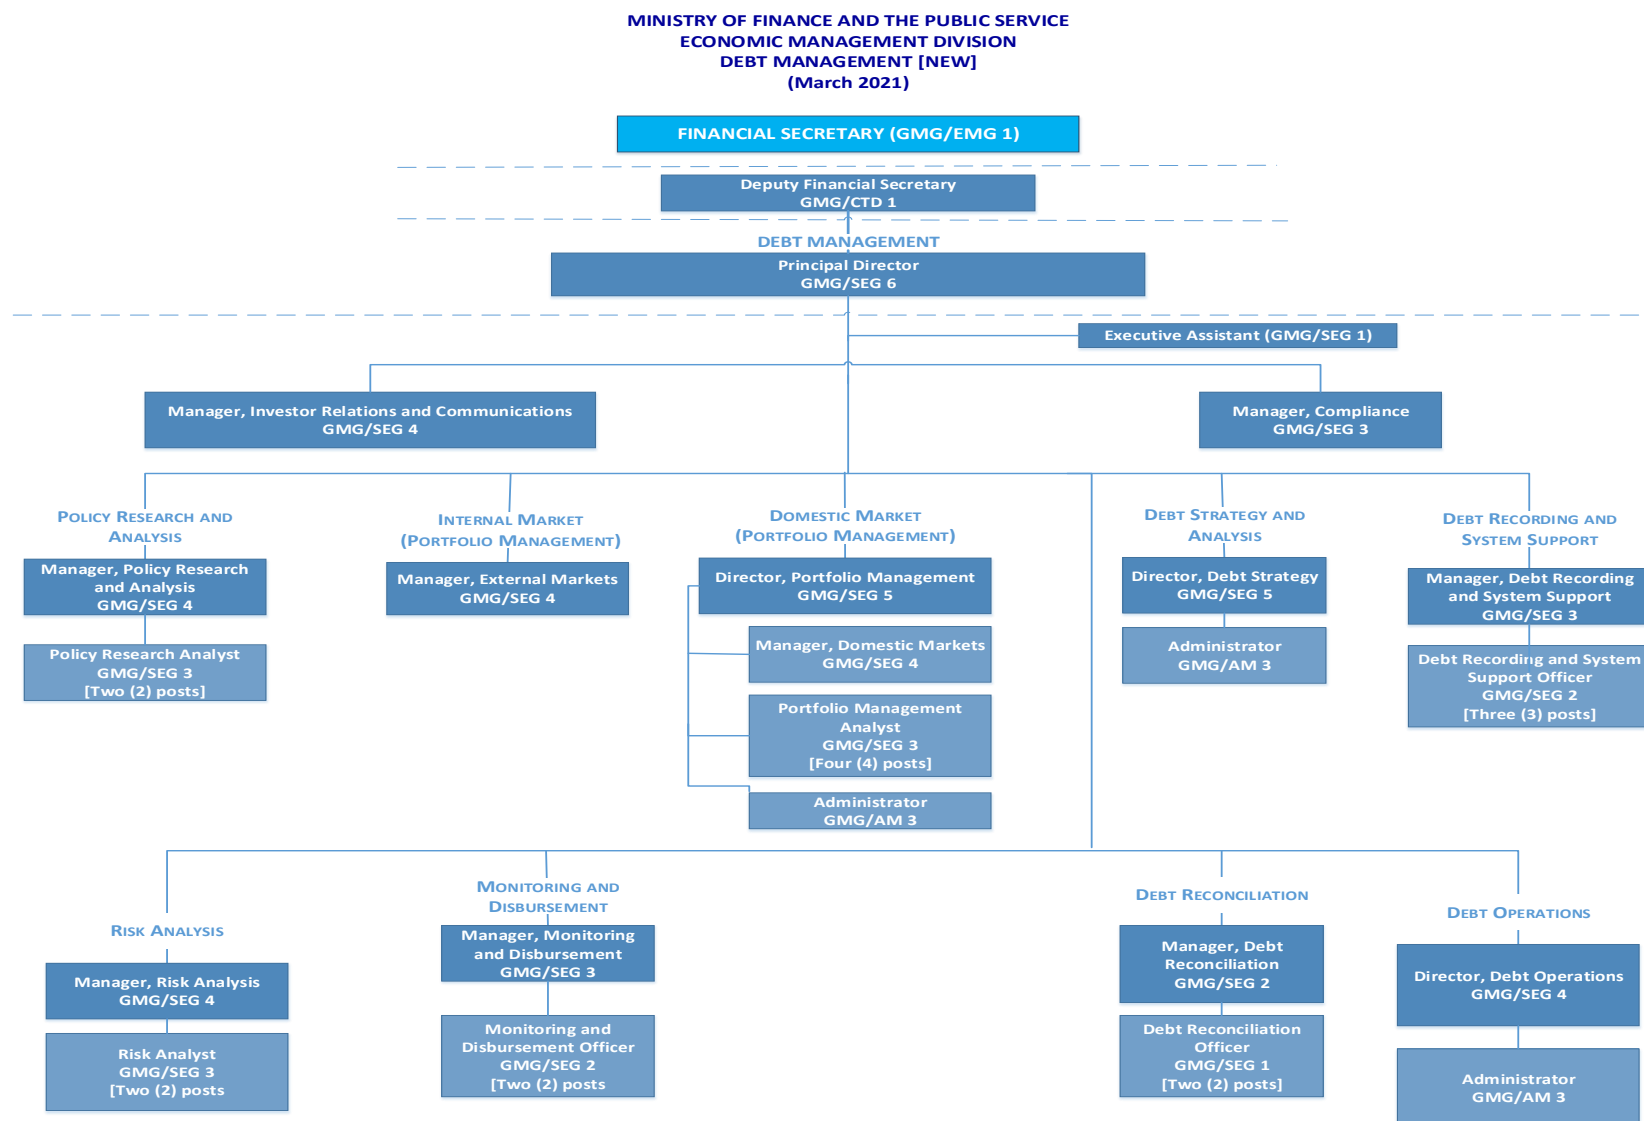 MINISTRY OF FINANCE AND THE PUBLIC SERVICE
ECONOMIC MANAGEMENT DIVISION
DEBT MANAGEMENT [NEW]
(March 2021)
FINANCIAL SECRETARY (GMG/EMG 1)
Deputy Financial Secretary
GMG/CTD 1
DEBT MANAGEMENT
Principal Director
GMG/SEG 6
Executive Assistant (GMG/SEG 1)
Manager, Investor Relations and Communications
GMG/SEG 4
Manager, Compliance
GMG/SEG 3
POLICY RESEARCH AND
ANALYSIS
Manager, Policy Research
and Analysis
GMG/SEG 4
Policy Research Analyst
GMG/SEG 3
[Two (2) posts]
INTERNAL MARKET
(PORTFOLIO MANAGEMENT)
Manager, External Markets
GMG/SEG 4
DOMESTIC MARKET
(PORTFOLIO MANAGEMENT)
Director, Portfolio Management
GMG/SEG 5
Manager, Domestic Markets
GMG/SEG 4
Portfolio Management
Analyst
GMG/SEG 3
[Four (4) posts]
Administrator
GMG/AM 3
DEBT STRATEGY AND
ANALYSIS
Director, Debt Strategy
GMG/SEG 5
Administrator
GMG/AM 3
DEBT RECORDING AND
SYSTEM SUPPORT
Manager, Debt Recording
and System Support
GMG/SEG 3
Debt Recording and System
Support Officer
GMG/SEG 2
[Three (3) posts]
RISK ANALYSIS
Manager, Risk Analysis
GMG/SEG 4
Risk Analyst
GMG/SEG 3
[Two (2) posts
MONITORING AND
DISBURSEMENT
Manager, Monitoring
and Disbursement
GMG/SEG 3
Monitoring and
Disbursement Officer
GMG/SEG 2
[Two (2) posts
DEBT RECONCILIATION
Manager, Debt
Reconciliation
GMG/SEG 2
Debt Reconciliation
Officer
GMG/SEG 1
[Two (2) posts]
DEBT OPERATIONS
Director, Debt Operations
GMG/SEG 4
Administrator
GMG/AM 3